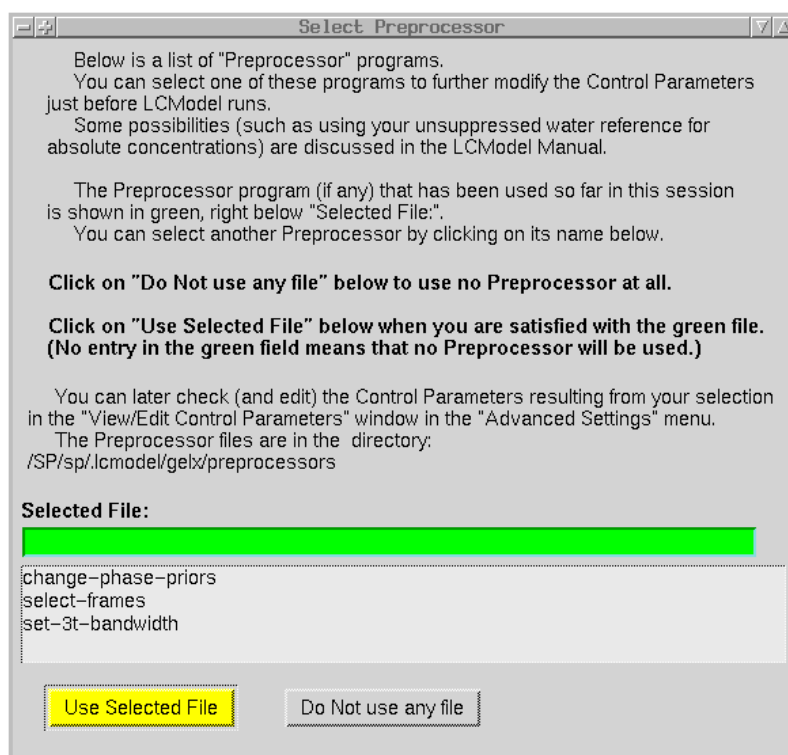 Select Preprocessor
Below is a list of "Preprocessor" programs.
You can select one of these programs to further modify the Control Parameters
just before LCModel runs.
Some possibilities (such as using your unsuppressed water reference for
absolute concentrations) are discussed in the LCModel Manual.
The Preprocessor program (if any) that has been used so far in this session
is shown in green, right below "Selected File:".
You can select another Preprocessor by clicking on its name below.
Click on "Do Not use any file" below to use no Preprocessor at all.
Click on "Use Selected File" below when you are satisfied with the green file.
(No entry in the green field means that no Preprocessor will be used.)
You can later check (and edit) the Control Parameters resulting from your selection
in the "View/Edit Control Parameters" window in the "Advanced Settings" menu.
The Preprocessor files are in the  directory:
/SP/sp/.lcmodel/gelx/preprocessors
Selected File:
change-phase-priors
select-frames
set-3t-bandwidth
Use Selected File
Do Not use any file